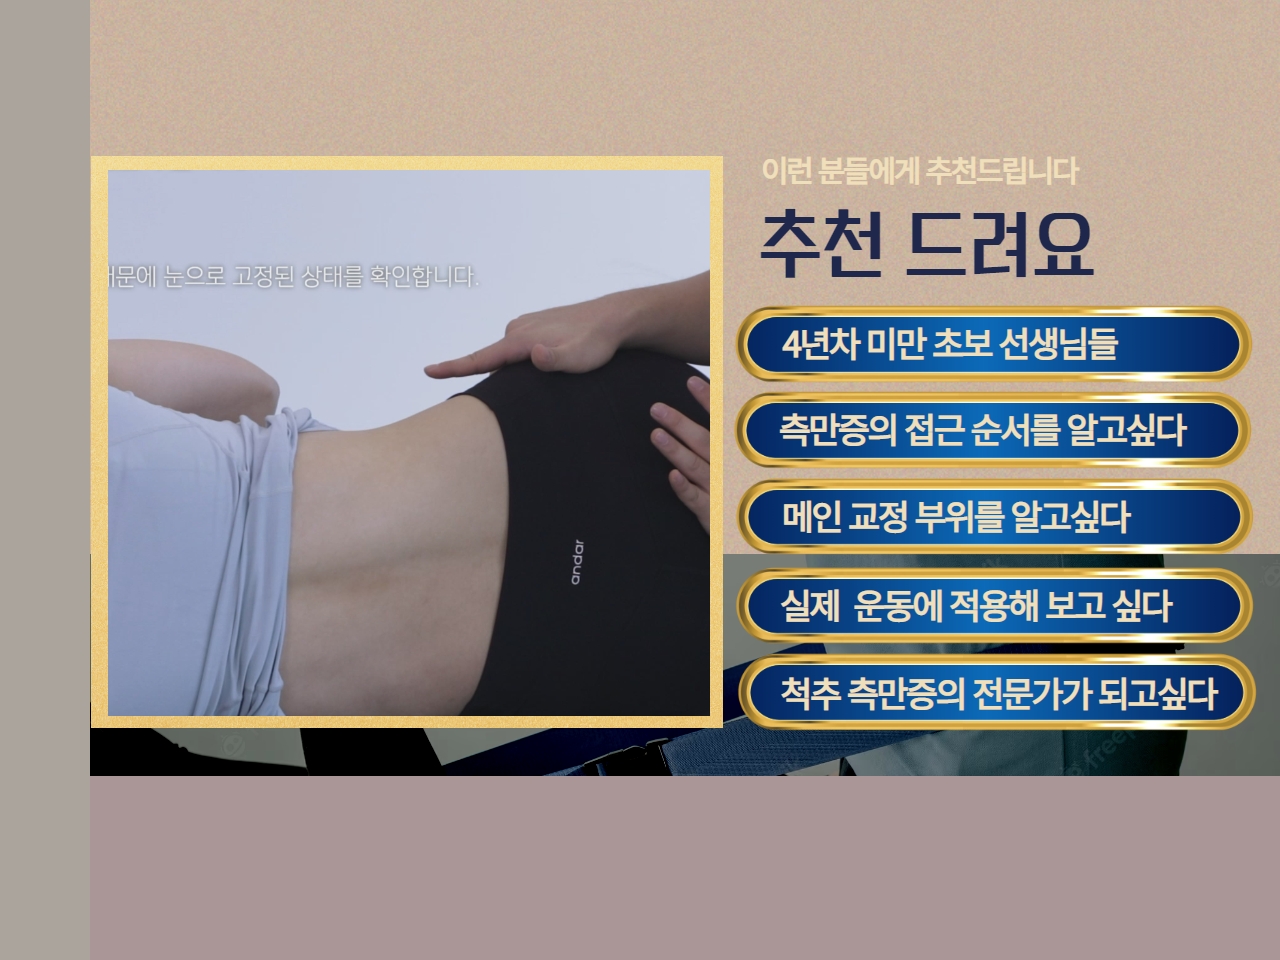 이런 분들에게 추천드립니다
추천 드려요
문에 눈으로 고정된 상태를 확인합니다.
4년차 미만 초보 선생님들
측만증의 접근 순서를 알고싶다
메인 교정 부위를 알고싶다
실제 운동에 적용해 보고 싶다
척추 측만증의 전문가가 되고싶다
andar